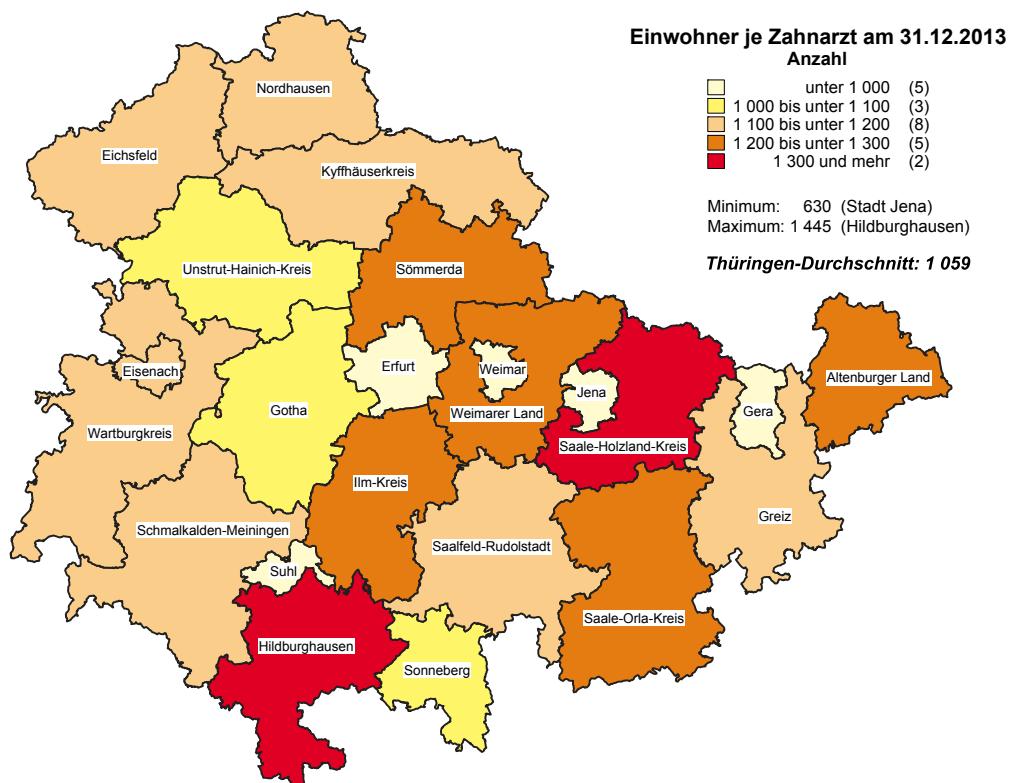 Einwohner je Zahnarzt am 31.12.2013
Anzahl
unter 1 000 (5)
1 000 bis unter 1 100 (3)
1 100 bis unter 1 200 (8)
1 200 bis unter 1 300 (5)
1 300 und mehr (2)
Minimum: 630 (Stadt Jena)
Maximum: 1 445 (Hildburghausen)
Thüringen-Durchschnitt: 1 059
Nordhausen
Eichsfeld
Kyffhäuserkreis
Unstrut-Hainich-Kreis
Sömmerda
Eisenach
Erfurt
Weimar
Jena
Altenburger Land
Gotha
Weimarer Land
Gera
Wartburgkreis
Saale-Holzland-Kreis
Ilm-Kreis
Greiz
Schmalkalden-Meiningen
Saalfeld-Rudolstadt
Suhl
Saale-Orla-Kreis
Hildburghausen
Sonneberg